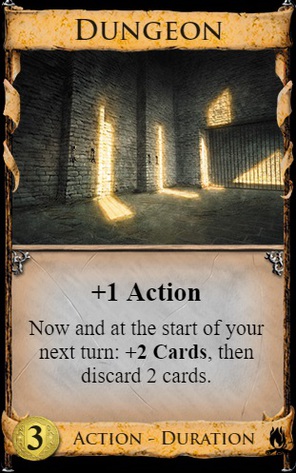 DUNGEON
+1 Action
Now and at the start of your
next turn: +2 Cards, then
discard 2 cards.
3 ACTION - DURATION